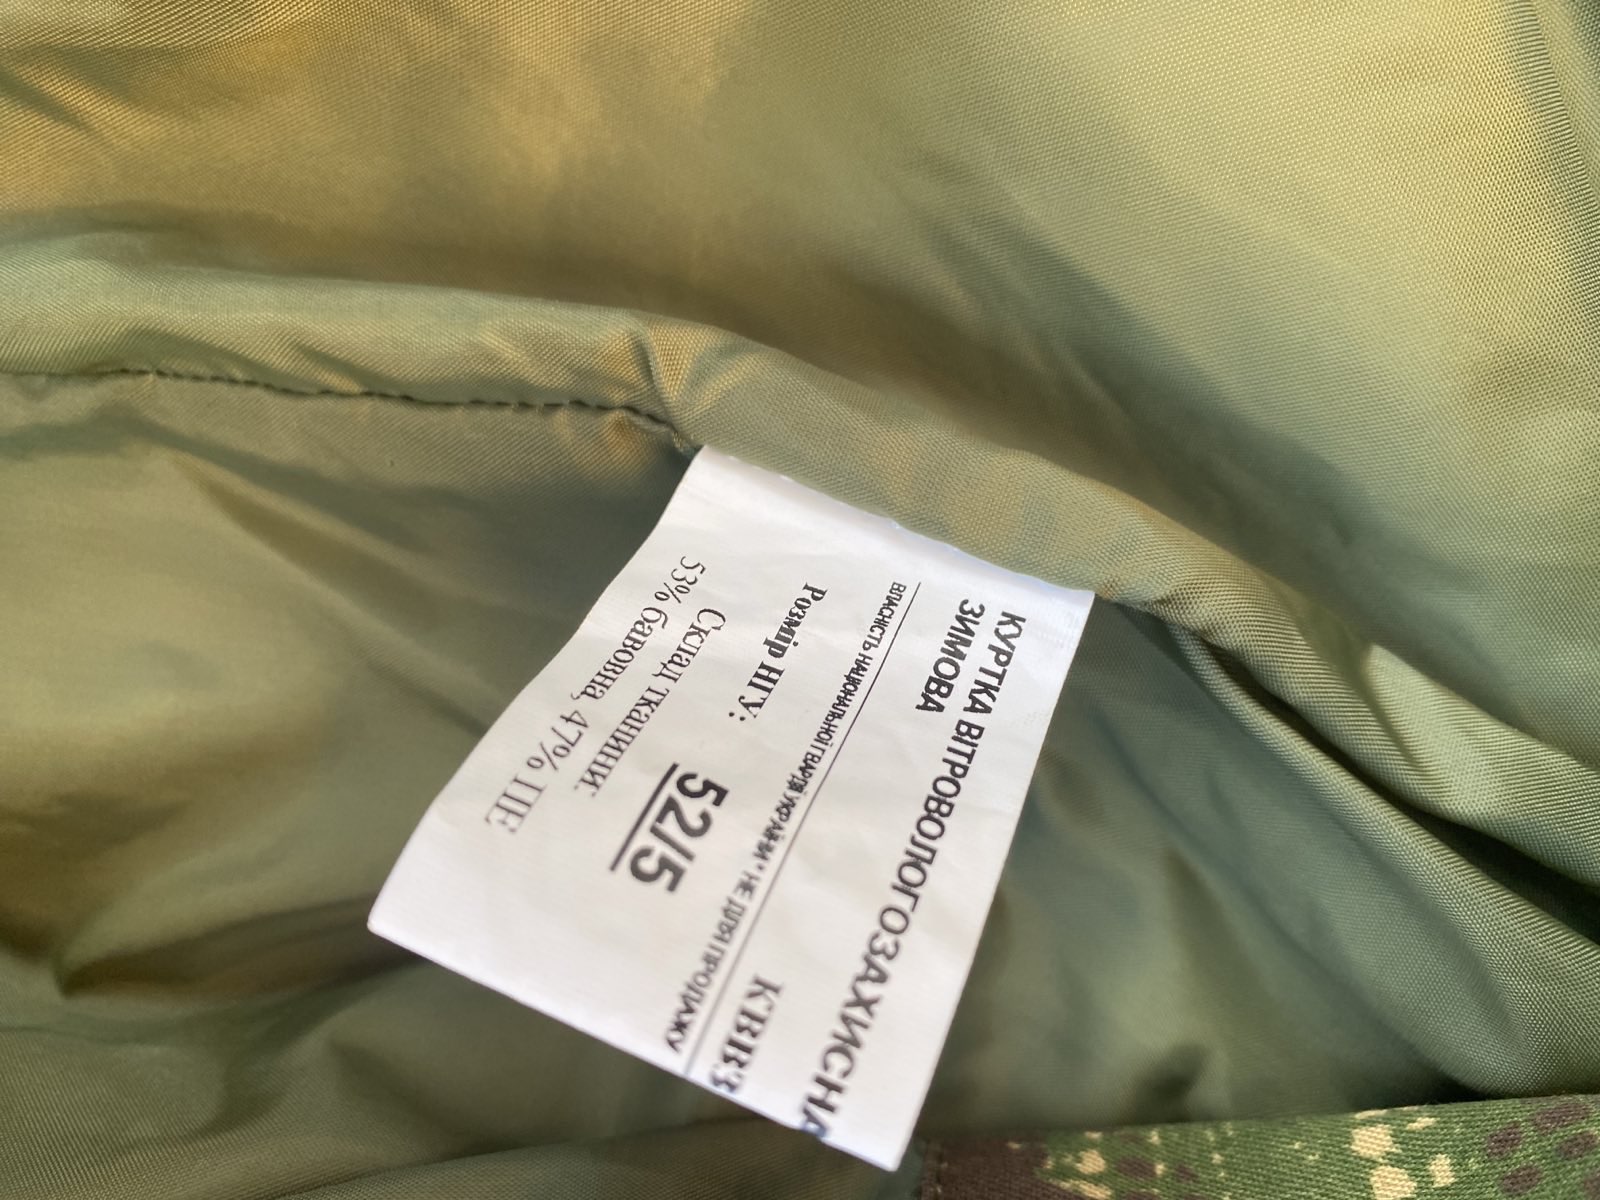 КУРТКА ВІТРОВОЛОГОЗАХИСНА
ЗИМОВА
КВВЗ
ВЛАСНІСТЬ НАЦІОНАЛЬНОЇ ГВАРДІЇ УКРАЇНИ * НЕ ДЛЯ ПРОДАЖУ
Розмір НГУ:
52/5
Склад тканини:
53% бавовна, 47% ПЕ